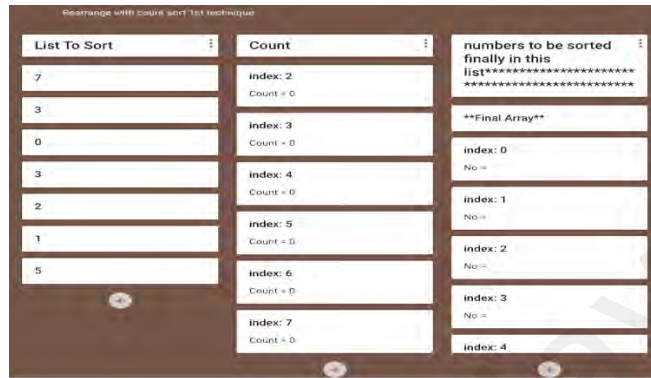 Rearrange with count sort 1st technique
List To Sort
7
3
0
3
2
1
5
Count
index: 2
Count = 0
index: 3
Count = 0
index: 4
Count = 0
index: 5
Count = 0
index: 6
Count = 0
index: 7
Count = 0
numbers to be sorted
finally in this
list**********************
*************************
**Final Array**
index: 0
No =
index: 1
No =
index: 2
No =
index: 3
No =
index: 4